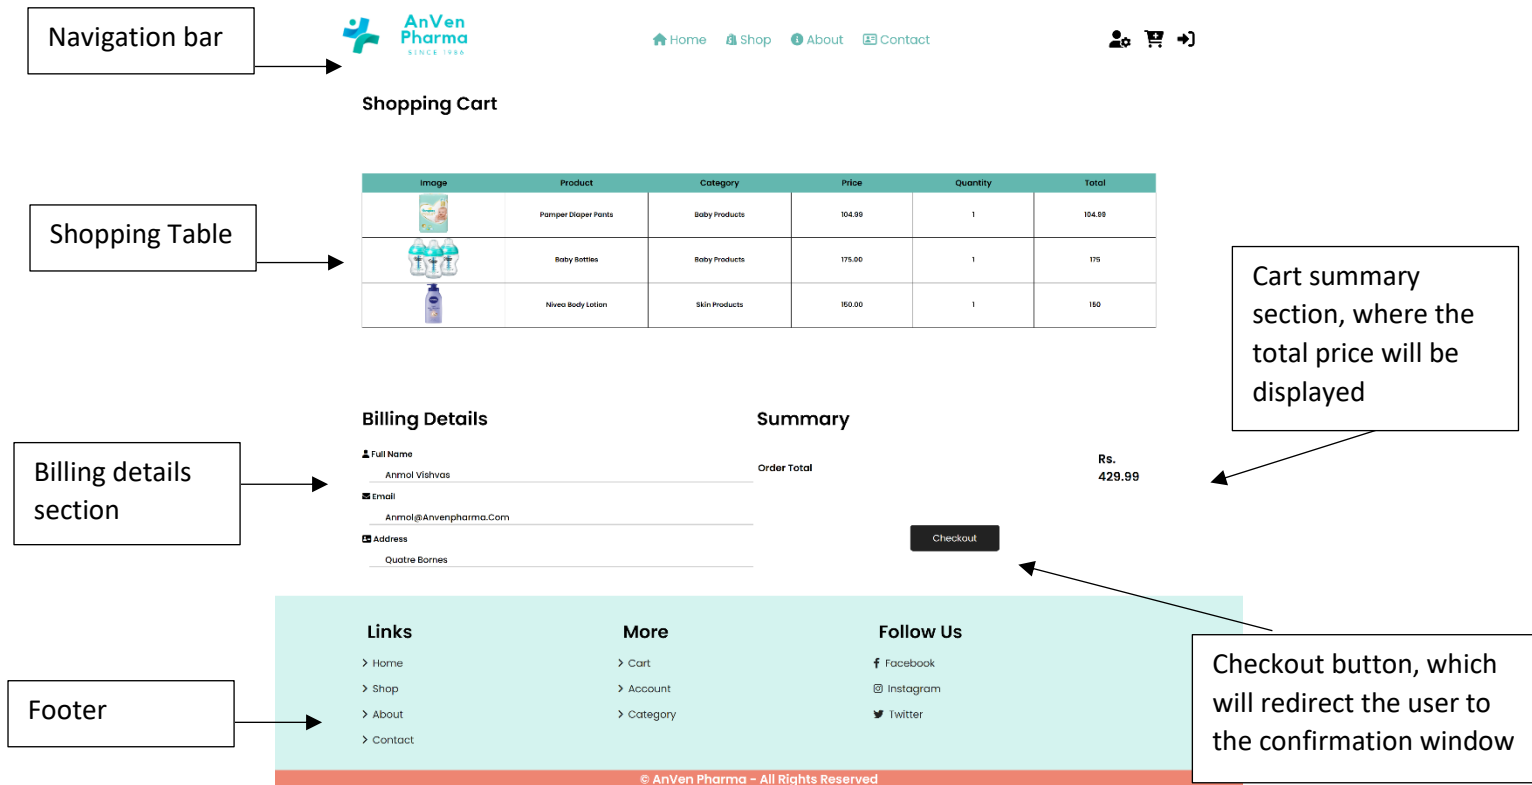 Navigation bar
AnVen
Pharma
SINCE 1986
Home Shop About Contact
Shopping Cart
Shopping Table
Image Product Category Price Quantity Total
Pamper Diaper Pants Baby Products 104.99 1 104.99
Baby Bottles Baby Products 175.00 1 175
Nivea Body Lotion Skin Products 150.00 1 150
Cart summary
section, where the
total price will be
displayed
Billing details
section
Billing Details
Full Name
Anmol Vishvas
Email
Anmol@Anvenpharma.Com
Address
Quatre Bornes
Summary
Order Total
Rs.
429.99
Checkout
Checkout button, which
will redirect the user to
the confirmation window
Footer
Links More Follow Us
Home Cart Facebook
Shop Account Instagram
About Category Twitter
Contact
© AnVen Pharma - All Rights Reserved